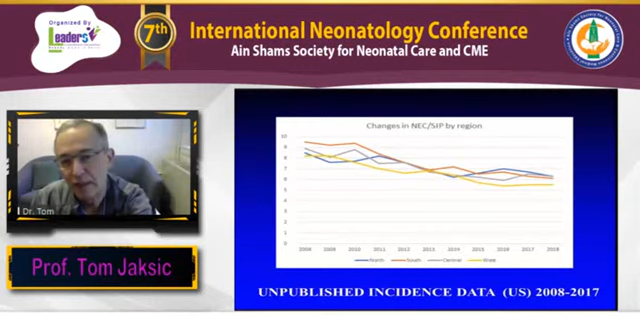 Organized By
Leaders
7th
International Neonatology Conference
Ain Shams Society for Neonatal Care and CME
Dr. Tom
Prof. Tom Jaksic
Changes in NEC/SIP by region
10
9
8
7
6
5
4
3
2
1
0
2008 2009 2010 2011 2012 2013 2014 2015 2016 2017 2018
North South Central West
UNPUBLISHED INCIDENCE DATA (US) 2008-2017